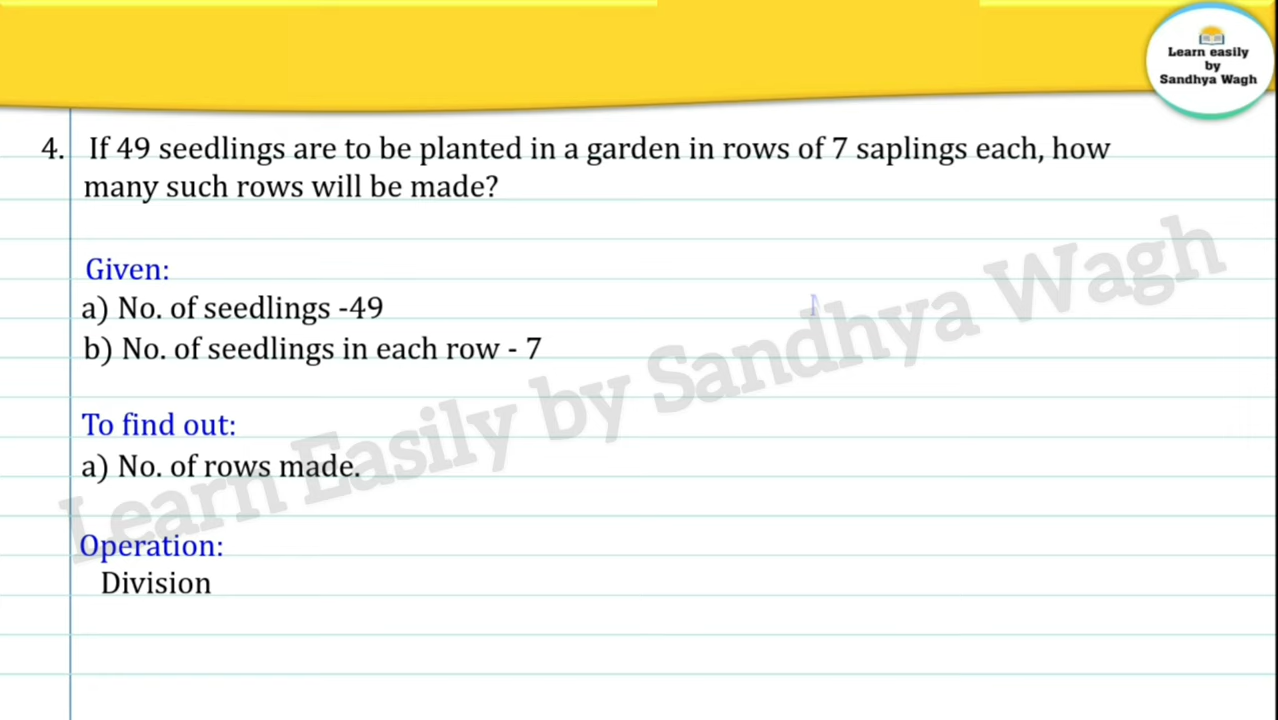 Learn easily
by
Sandhya Wagh
4. If 49 seedlings are to be planted in a garden in rows of 7 saplings each, how
many such rows will be made?
Given:
a) No. of seedlings -49
b) No. of seedlings in each row - 7
To find out:
a) No. of rows made.
Operation:
Division
Learn Easily by Sandhya Wagh